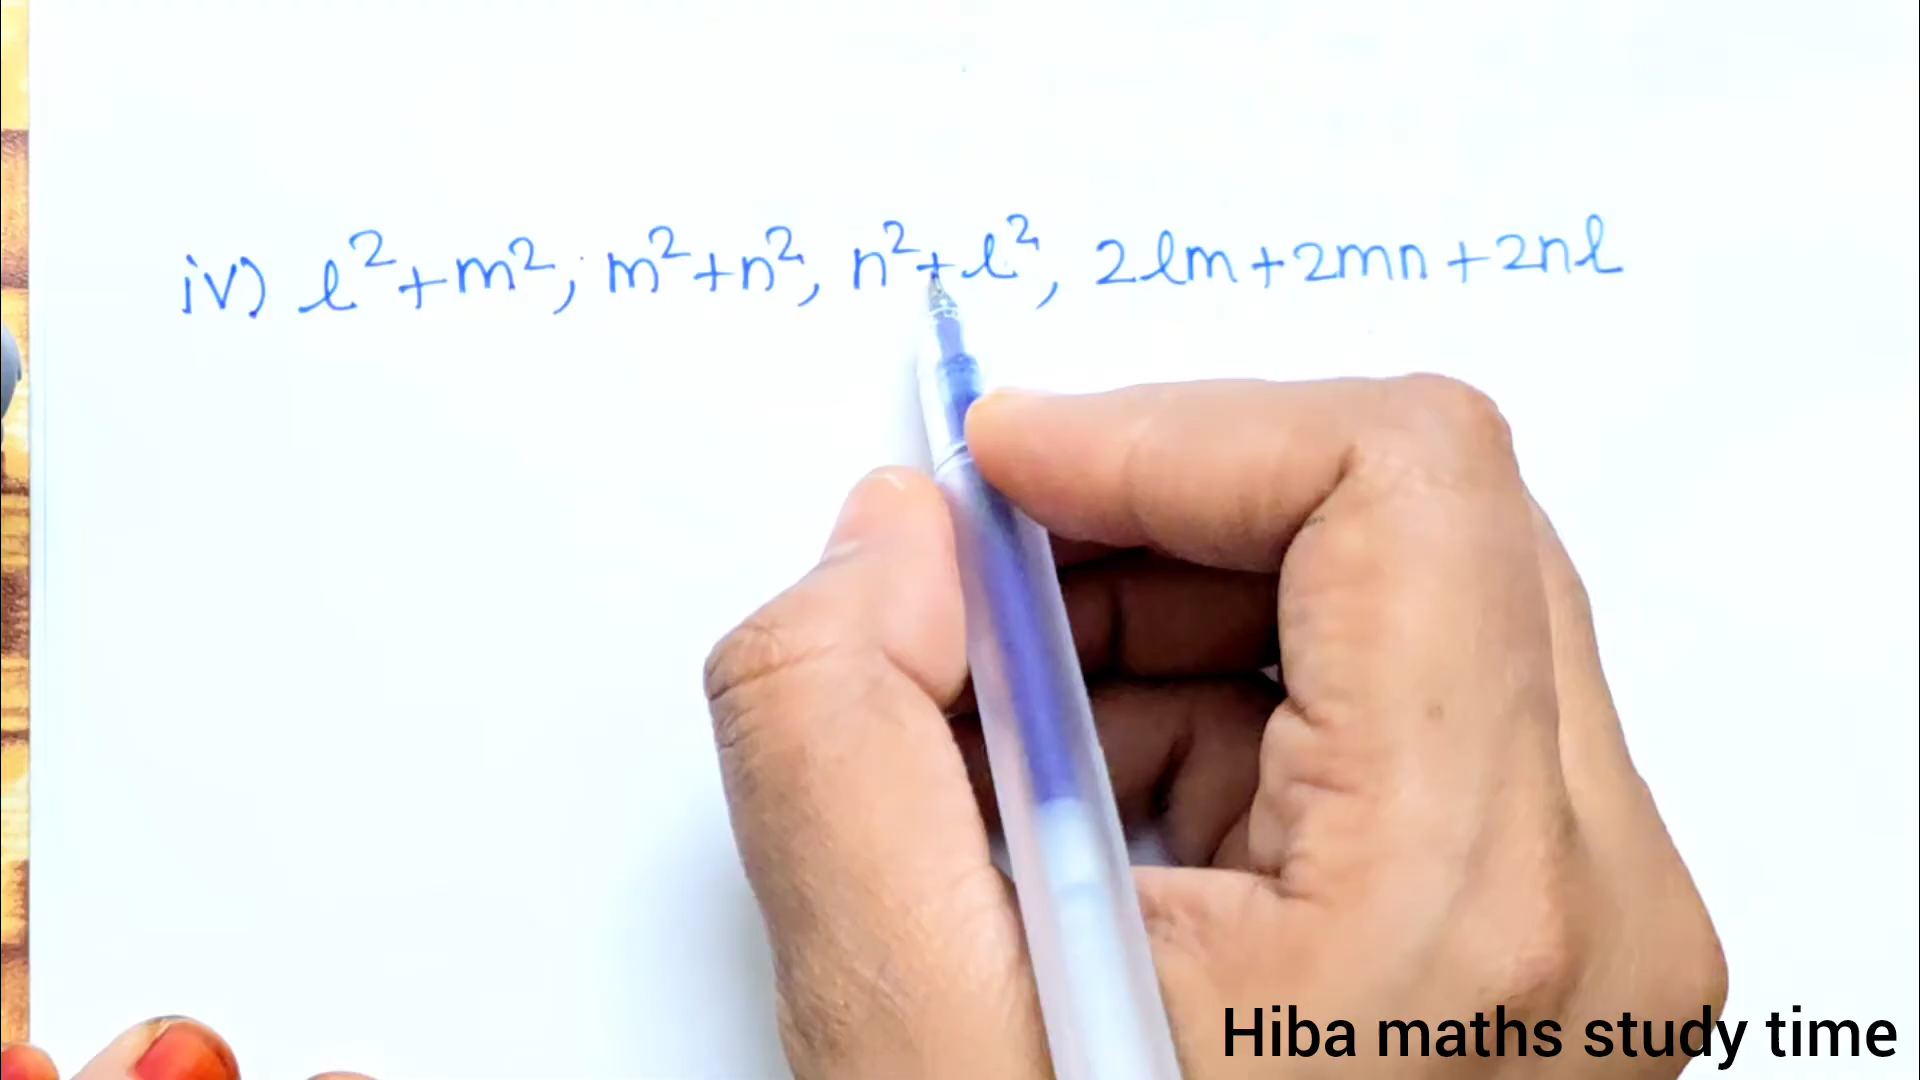 iv) l²+m², m²+n², n²+l², 2lm+2mn+2nl
Hiba maths study time